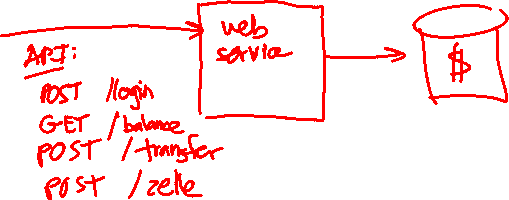 web
service
API:
POST /login
GET /balance
POST /transfer
POST /zelle
$